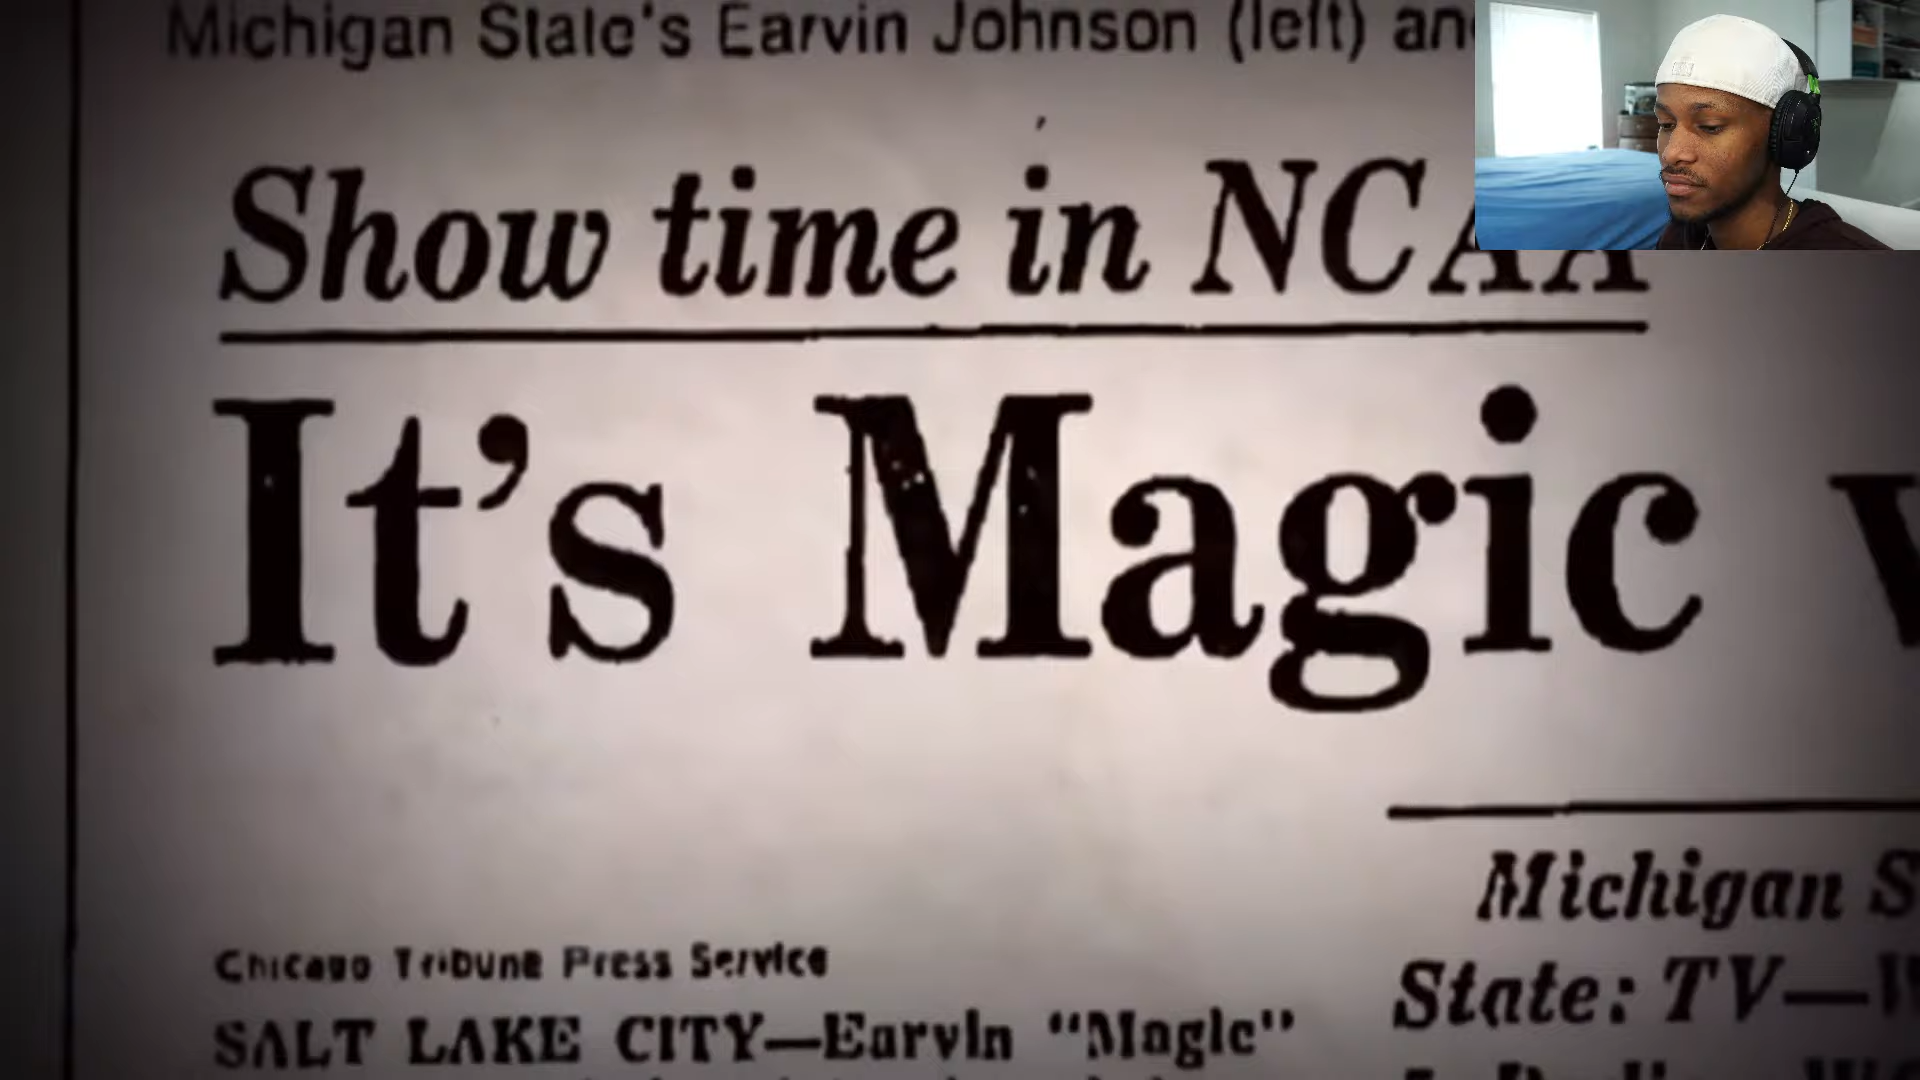 Michigan State's Earvin Johnson (left) and
Show time in NCAA
It's Magic
Michigan
State: TV—
Chicago Tribune Press Service
SALT LAKE CITY—Earvin "Magic"